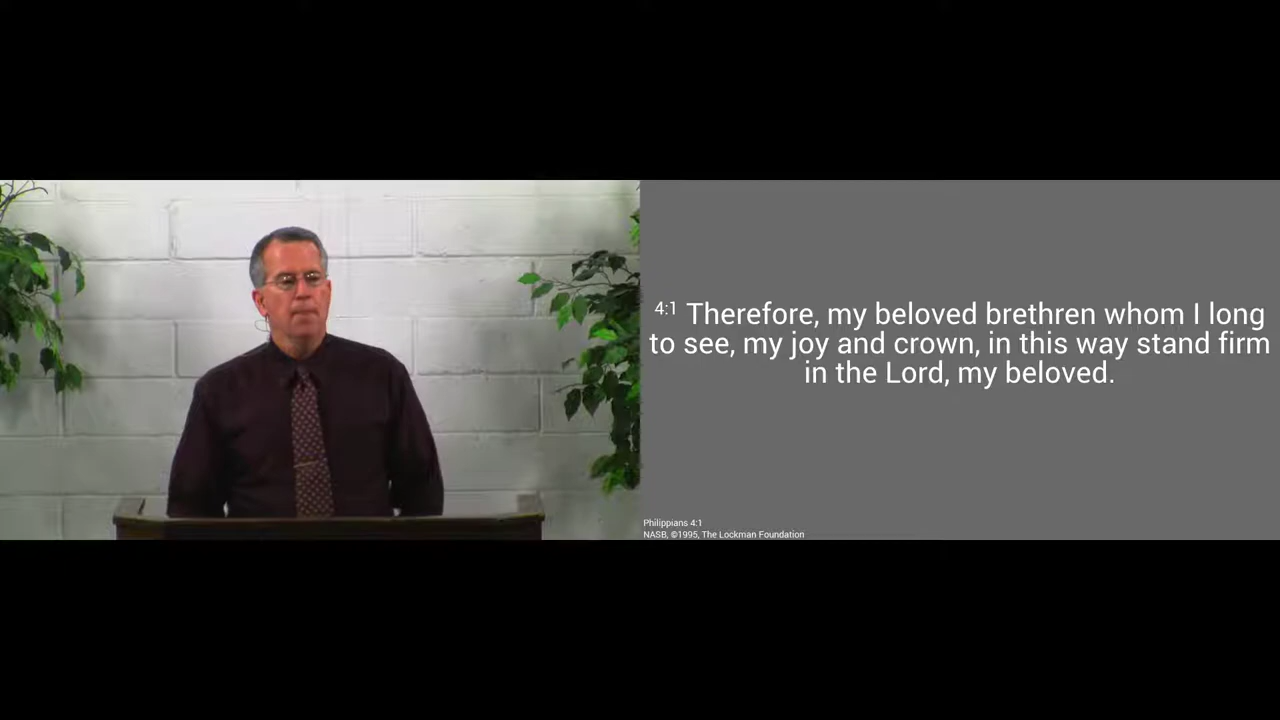 4:1 Therefore, my beloved brethren whom I long
to see, my joy and crown, in this way stand firm
in the Lord, my beloved.
Philippians 4:1
NASB, ©1995, The Lockman Foundation